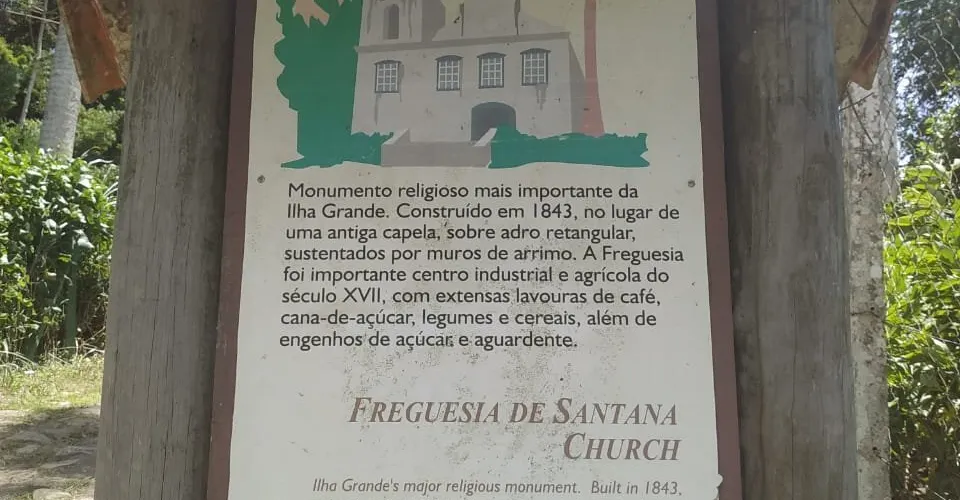 Monumento religioso mais importante da
Ilha Grande. Construído em 1843, no lugar de
uma antiga capela, sobre adro retangular,
sustentados por muros de arrimo. A Freguesia
foi importante centro industrial e agrícola do
século XVII, com extensas lavouras de café,
cana-de-açúcar, legumes e cereais, além de
engenhos de açúcar e aguardente.
FREGUESIA DE SANTANA
CHURCH
Ilha Grande's major religious monument. Built in 1843,